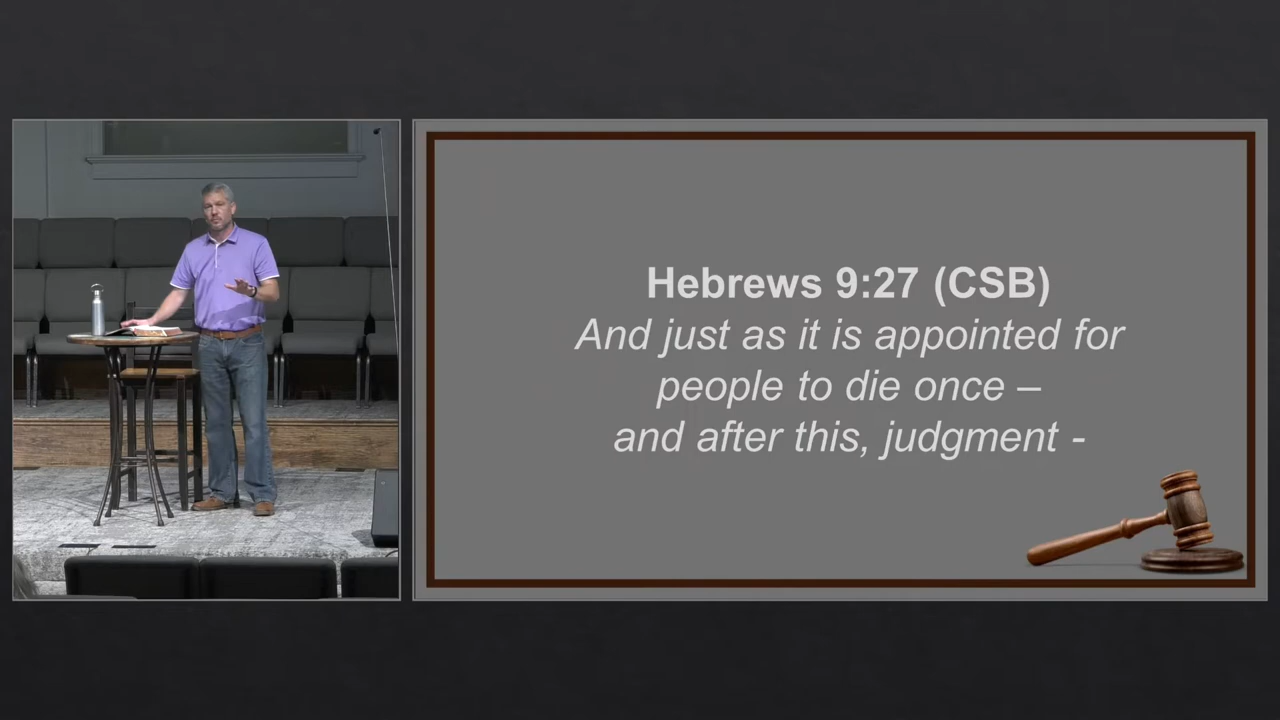 Hebrews 9:27 (CSB)
And just as it is appointed for
people to die once –
and after this, judgment -